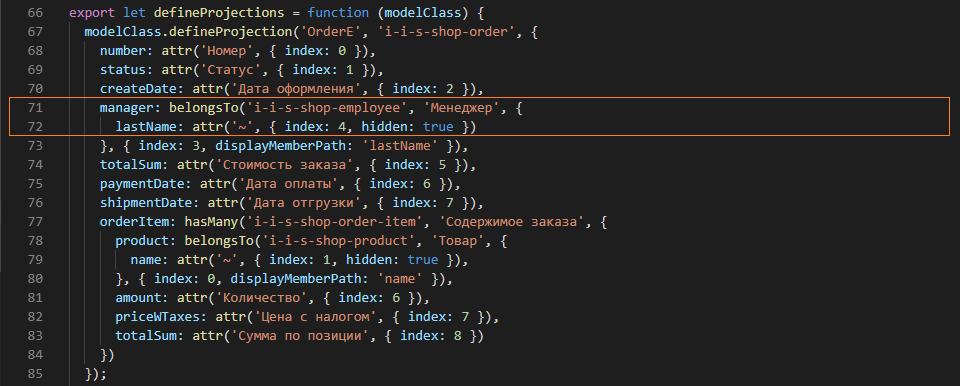 66 export let defineProjections = function (modelClass) {
67   modelClass.defineProjection('OrderE', 'i-i-s-shop-order', {
68     number: attr('Номер', { index: 0 }),
69     status: attr('Статус', { index: 1 }),
70     createDate: attr('Дата оформления', { index: 2 }),
71     manager: belongsTo('i-i-s-shop-employee', 'Менеджер', {
72       lastName: attr('~', { index: 4, hidden: true })
73     }, { index: 3, displayMemberPath: 'lastName' }),
74     totalSum: attr('Стоимость заказа', { index: 5 }),
75     paymentDate: attr('Дата оплаты', { index: 6 }),
76     shipmentDate: attr('Дата отгрузки', { index: 7 }),
77     orderItem: hasMany('i-i-s-shop-order-item', 'Содержимое заказа', {
78       product: belongsTo('i-i-s-shop-product', 'Товар', {
79         name: attr('~', { index: 1, hidden: true }),
80       }, { index: 0, displayMemberPath: 'name' }),
81       amount: attr('Количество', { index: 6 }),
82       priceWTaxes: attr('Цена с налогом', { index: 7 }),
83       totalSum: attr('Сумма по позиции', { index: 8 })
84     })
85   });